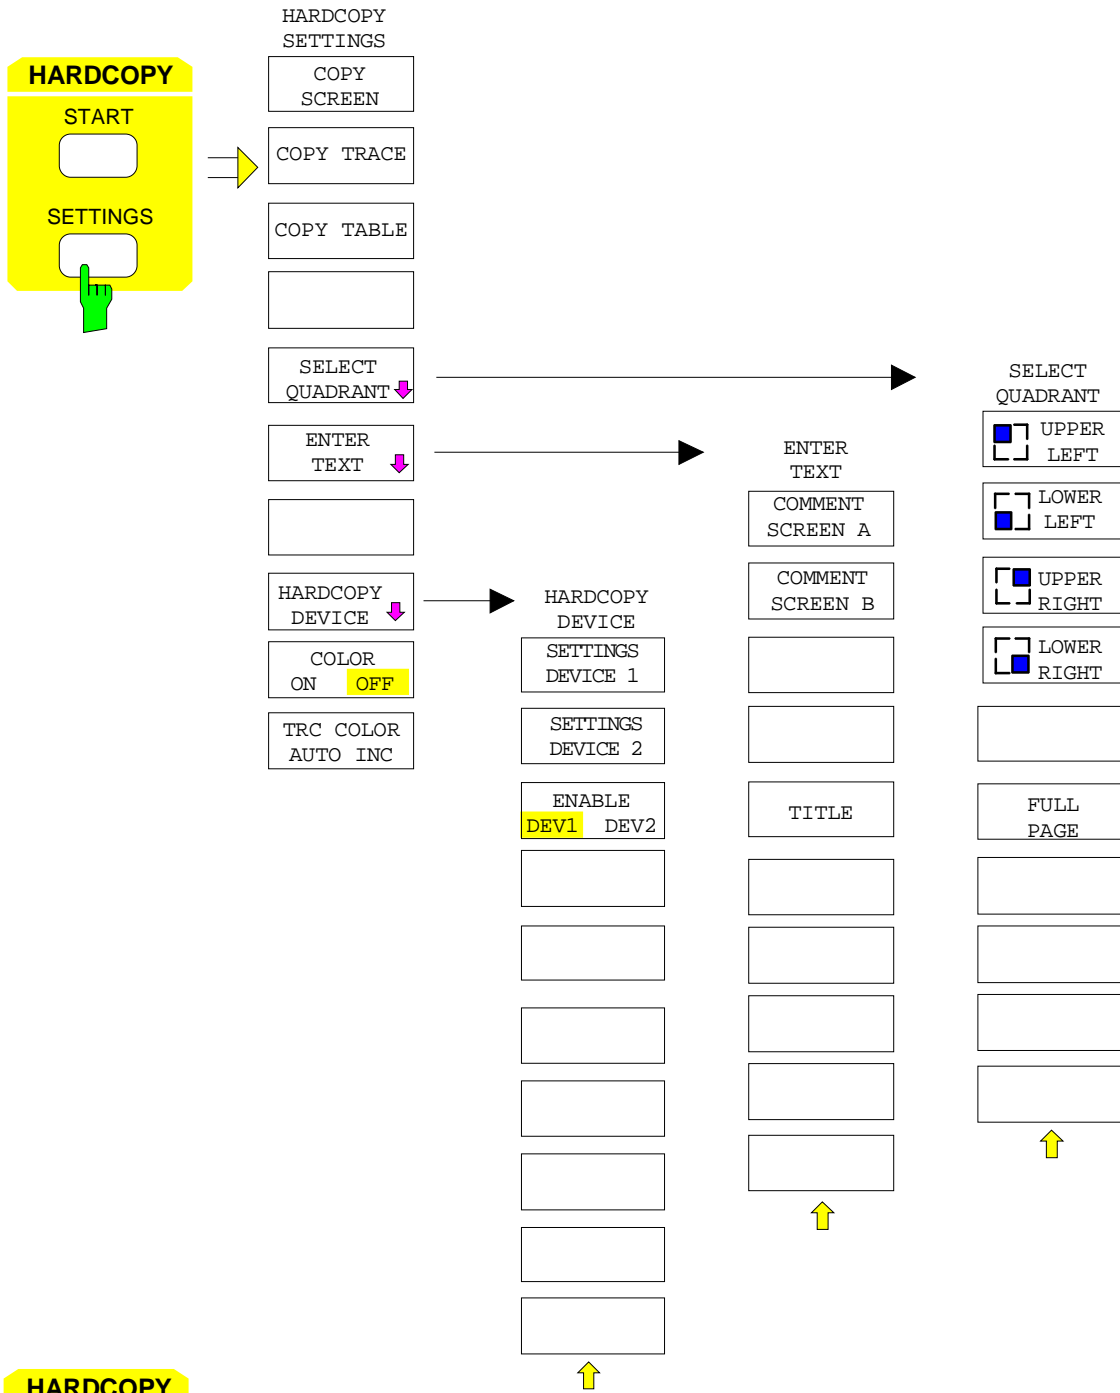 HARDCOPY
START
SETTINGS
HARDCOPY
SETTINGS
COPY
SCREEN
COPY TRACE
COPY TABLE
SELECT
QUADRANT
ENTER
TEXT
HARDCOPY
DEVICE
COLOR
ON OFF
TRC COLOR
AUTO INC
HARDCOPY
DEVICE
SETTINGS
DEVICE 1
SETTINGS
DEVICE 2
ENABLE
DEV1 DEV2
ENTER
TEXT
COMMENT
SCREEN A
COMMENT
SCREEN B
TITLE
SELECT
QUADRANT
UPPER
LEFT
LOWER
LEFT
UPPER
RIGHT
LOWER
RIGHT
FULL
PAGE
HARDCOPY